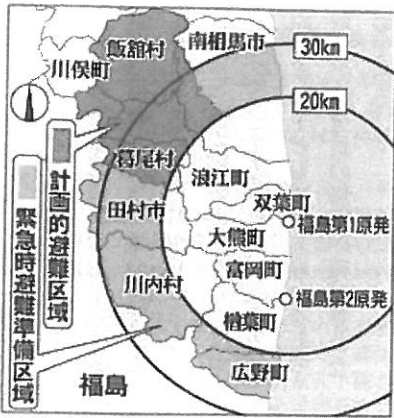 飯舘村
南相馬市
川俣町
30km
20km
葛尾村
浪江町
双葉町
田村市
福島第1原発
大熊町
富岡町
川内村
福島第2原発
楢葉町
広野町
福島
計画的避難区域
緊急時避難準備区域